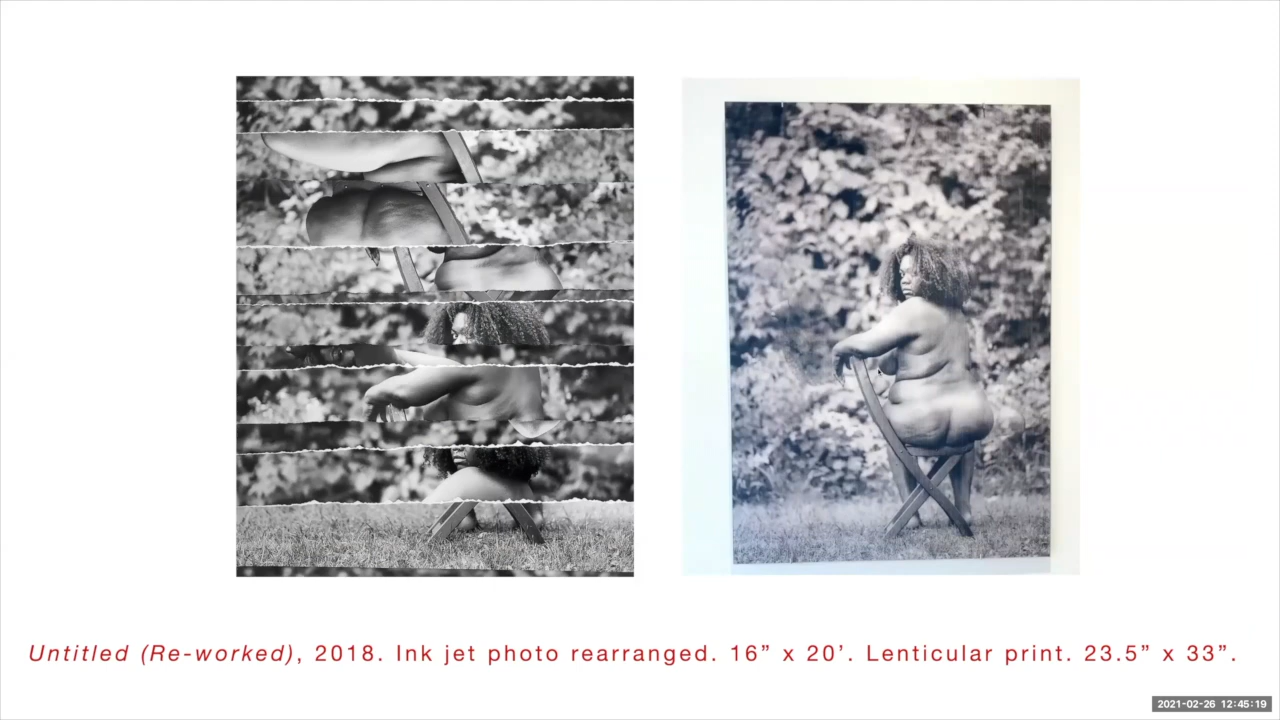 Untitled (Re-worked), 2018. Ink jet photo rearranged. 16” x 20’. Lenticular print. 23.5” x 33”.
2021-02-26 12:45:19